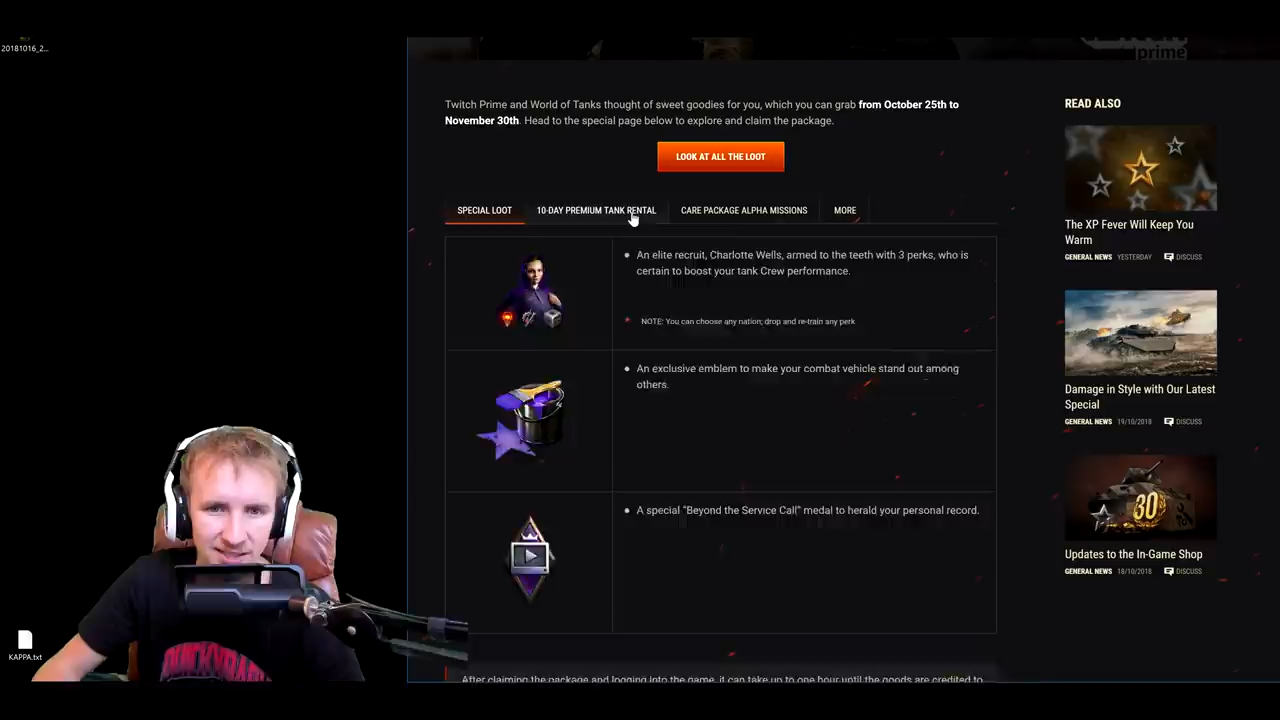 20181016_2...
prime
Twitch Prime and World of Tanks thought of sweet goodies for you, which you can grab from October 25th to
November 30th. Head to the special page below to explore and claim the package.
READ ALSO
LOOK AT ALL THE LOOT
SPECIAL LOOT
10-DAY PREMIUM TANK RENTAL
CARE PACKAGE ALPHA MISSIONS
MORE
An elite recruit, Charlotte Wells, armed to the teeth with 3 perks, who is
certain to boost your tank Crew performance.
* NOTE: You can choose any nation; drop and re-train any perk
An exclusive emblem to make your combat vehicle stand out among
others.
A special "Beyond the Service Call" medal to herald your personal record.
After claiming the package and logging into the game, it can take up to one hour until the goods are credited to
The XP Fever Will Keep You
Warm
GENERAL NEWS YESTERDAY DISCUSS
Damage in Style with Our Latest
Special
GENERAL NEWS 19/10/2018 DISCUSS
30
Updates to the In-Game Shop
GENERAL NEWS 18/10/2018 DISCUSS
KAPPA.txt